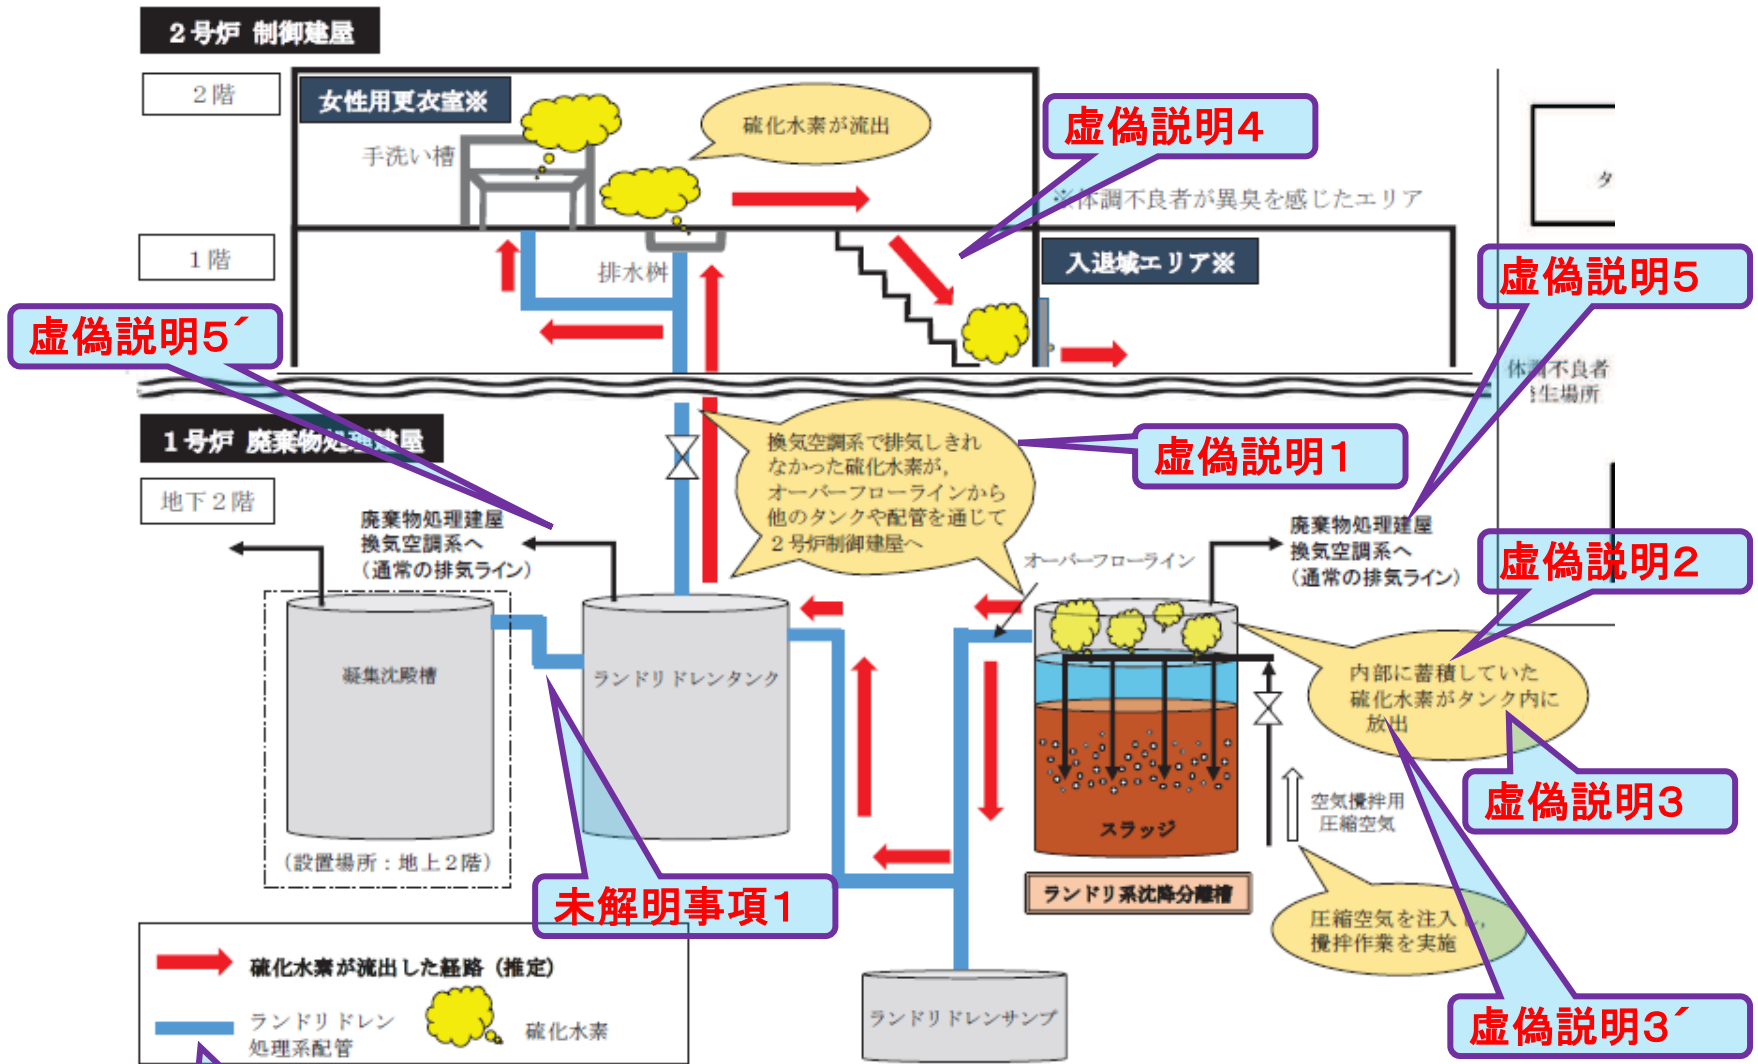 2号炉 制御建屋
2階
女性用更衣室※
手洗い槽
硫化水素が流出
虚偽説明4
※体調不良者が異臭を感じたエリア
タ
1階
排水桝
入退域エリア※
虚偽説明5
虚偽説明5´
体調不良者
発生場所
1号炉 廃棄物処理建屋
地下2階
換気空調系で排気しきれ
なかった硫化水素が,
オーバーフローラインから
他のタンクや配管を通じて
2号炉制御建屋へ
虚偽説明1
廃棄物処理建屋
換気空調系へ
(通常の排気ライン)
オーバーフローライン
廃棄物処理建屋
換気空調系へ
(通常の排気ライン)
虚偽説明2
凝集沈殿槽
ランドリドレンタンク
内部に蓄積していた
硫化水素がタンク内に
放出
虚偽説明3
スラッジ
空気攪拌用
圧縮空気
(設置場所:地上2階)
未解明事項1
ランドリ系沈降分離槽
圧縮空気を注入し,
攪拌作業を実施
硫化水素が流出した経路(推定)
ランドリドレン
処理系配管
硫化水素
ランドリドレンサンプ
虚偽説明3´